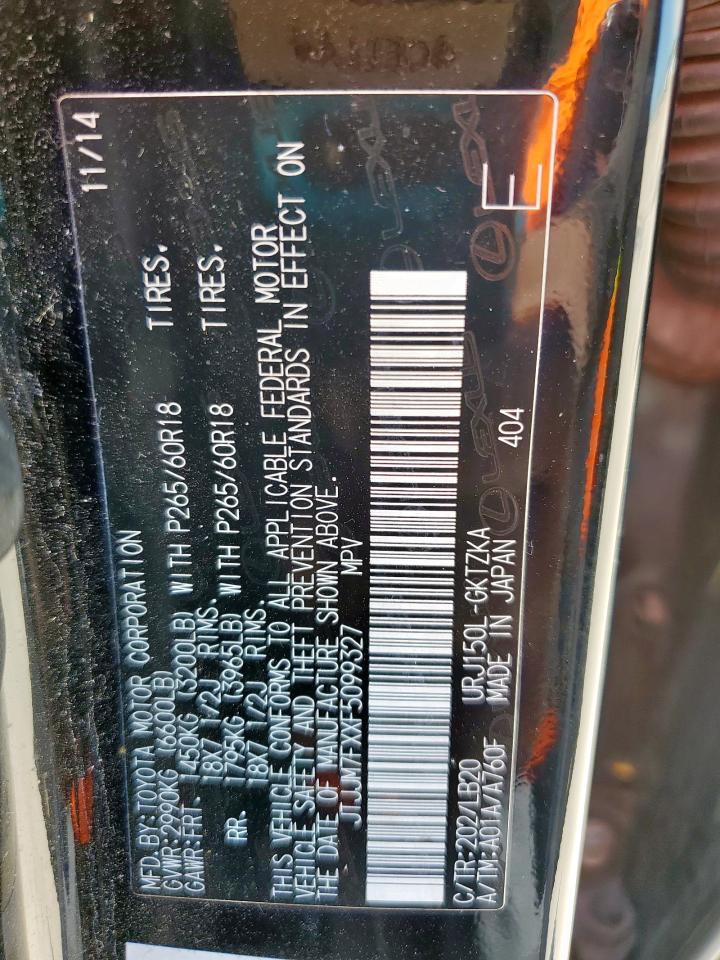 MFD. BY: TOYOTA MOTOR CORPORATION 11/14
GVWR: 2990KG (6600LB)
GAWR: FRT. 1450KG (3200LB) WITH P265/60R18 TIRES.
18X7 1/2J RIMS.
RR. 1795KG (3965LB) WITH P265/60R18 TIRES.
18X7 1/2J RIMS.
THIS VEHICLE CONFORMS TO ALL APPLICABLE FEDERAL MOTOR
VEHICLE SAFETY AND THEFT PREVENTION STANDARDS IN EFFECT ON
THE DATE OF MANUFACTURE SHOWN ABOVE.
JTJJM7FXXF5099327 MPV
C/TR: 202/LB20 URJ150L-GKTZKA
A/TM: A01A/A760F MADE IN JAPAN 404 E
LEXUS
LEXUS